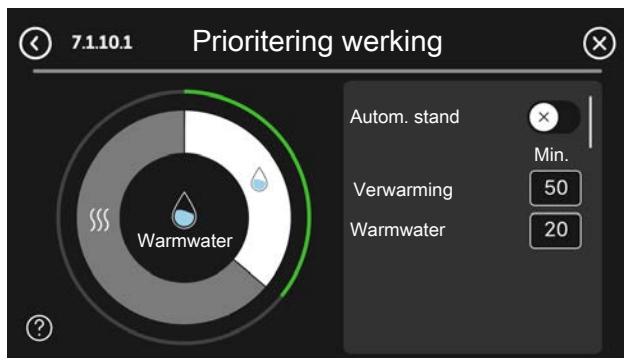 7.1.10.1 Prioritering werking
Autom. stand
Min.
Verwarming 50
Warmwater 20
Warmwater
?